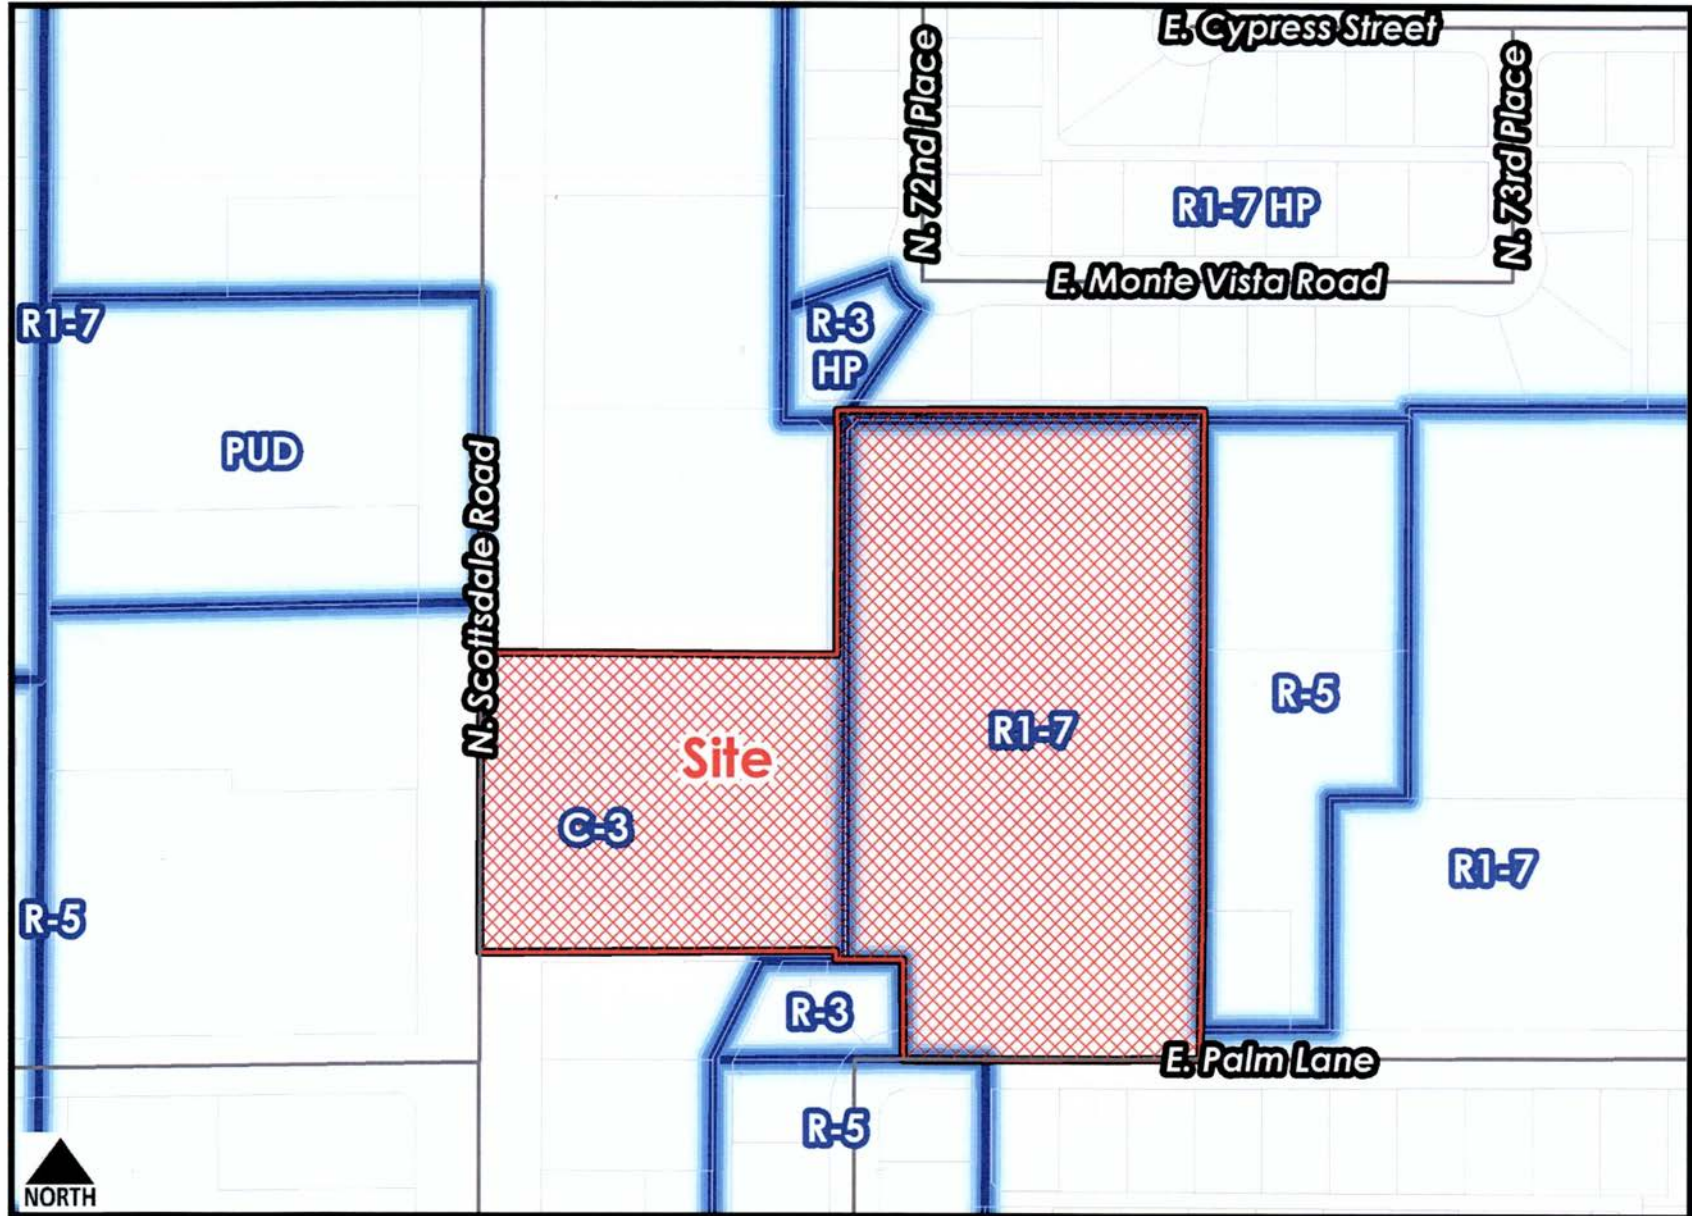 E. Cypress Street
N. 72nd Place
N. 73rd Place
R1-7 HP
E. Monte Vista Road
R1-7
R-3
HP
PUD
N. Scottsdale Road
R-5
R1-7
Site
C-3
R1-7
R-5
R-3
E. Palm Lane
R-5
NORTH